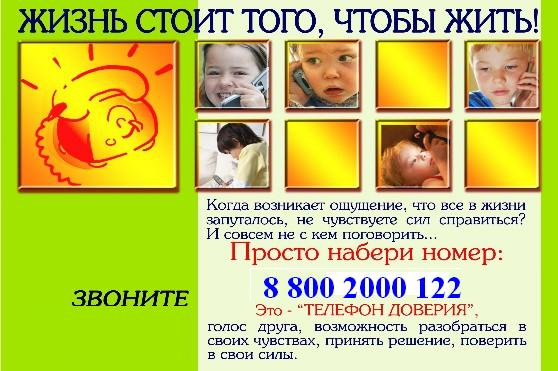 ЖИЗНЬ СТОИТ ТОГО, ЧТОБЫ ЖИТЬ!
Когда возникает ощущение, что все в жизни
запуталось, не чувствуете сил справиться?
И совсем не с кем поговорить...
Просто набери номер:
8 800 2000 122
ЗВОНИТЕ
Это - “ТЕЛЕФОН ДОВЕРИЯ”,
голос друга, возможность разобраться в
своих чувствах, принять решение, поверить
в свои силы.